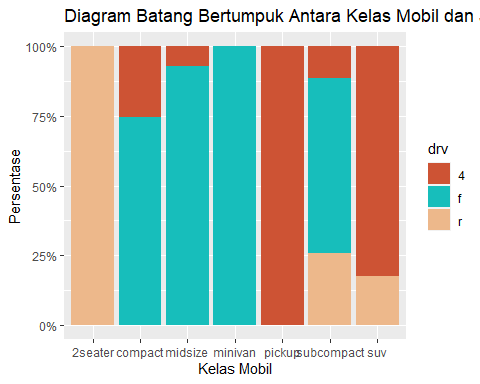 Diagram Batang Bertumpuk Antara Kelas Mobil dan
100%
75%
50%
25%
0%
Persentase
2seater compact midsize minivan pickup subcompact suv
Kelas Mobil
drv
4
f
r